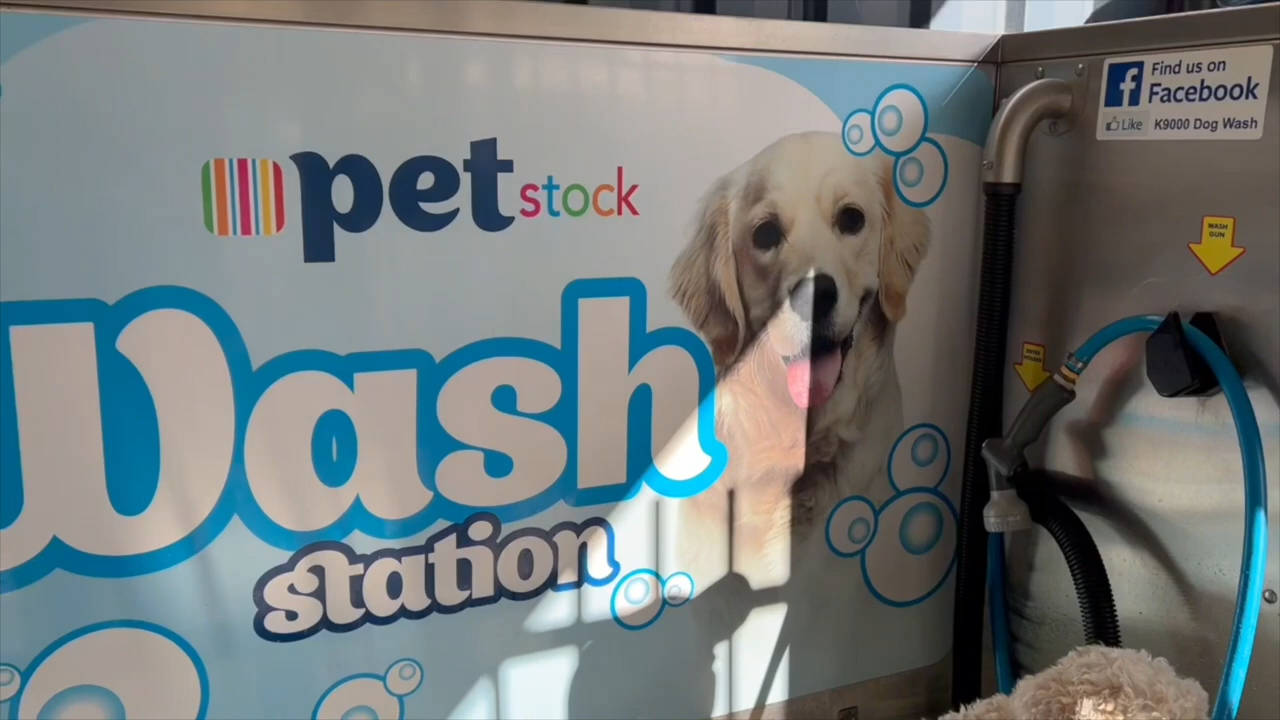 petstock
Wash
station
Find us on
Facebook
Like K9000 Dog Wash
WASH
GUN